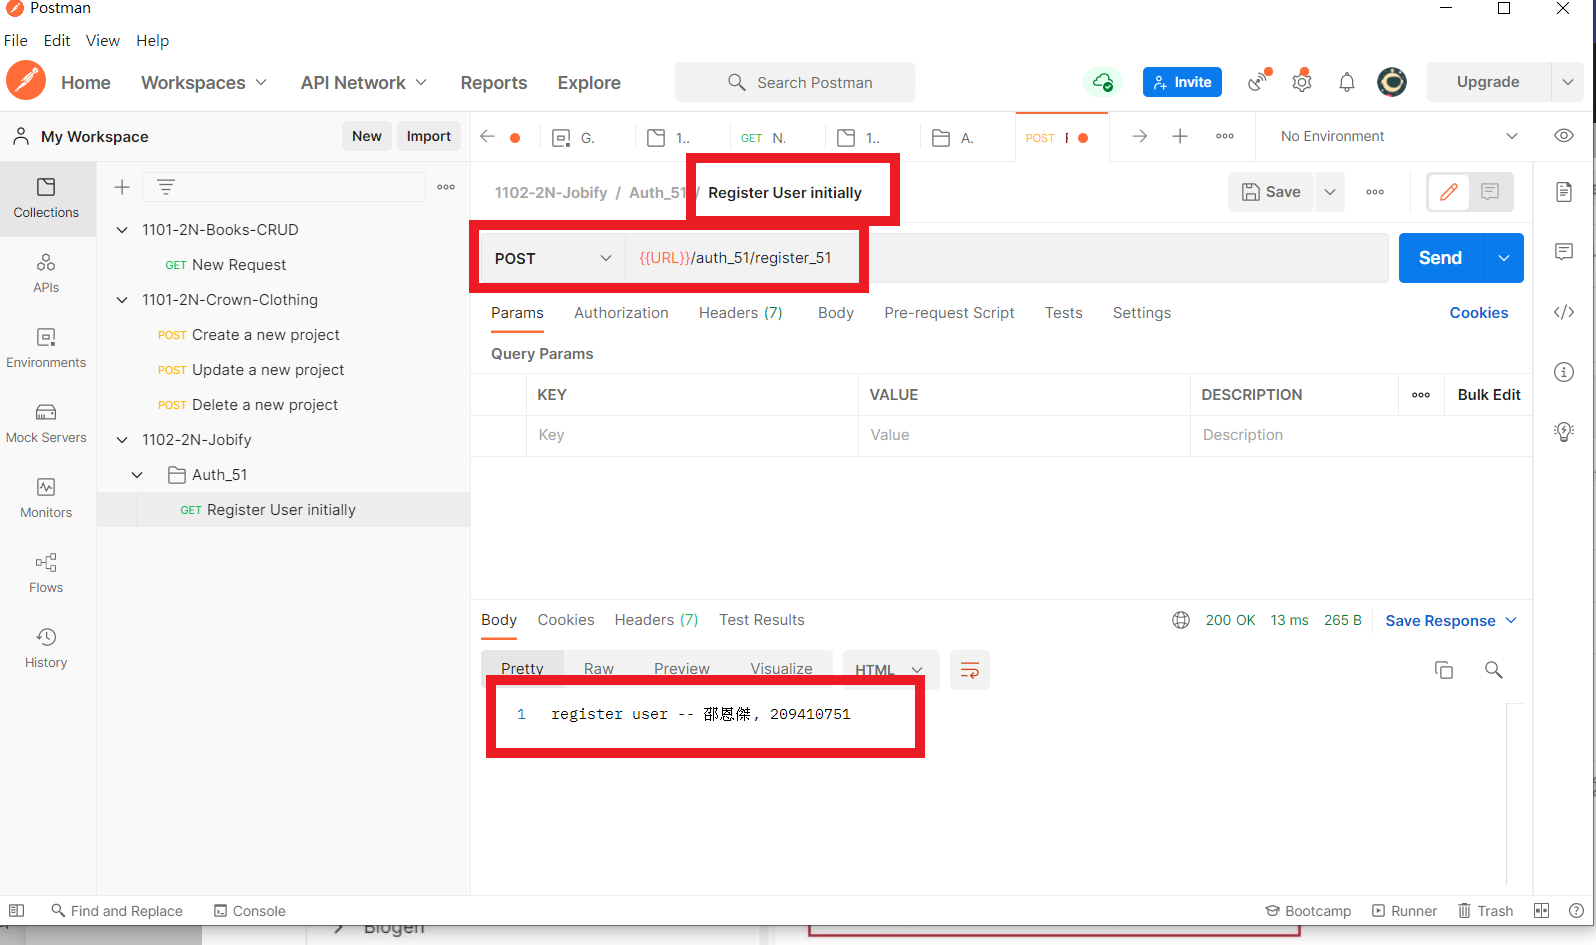 Postman
File Edit View Help
Home Workspaces API Network Reports Explore Search Postman Invite Upgrade
My Workspace New Import
G. 1.. GET N. 1.. A. POST No Environment
1102-2N-Jobify / Auth_51 / Register User initially Save
POST {{URL}}/auth_51/register_51 Send
Params Authorization Headers (7) Body Pre-request Script Tests Settings Cookies
Query Params
KEY VALUE DESCRIPTION Bulk Edit
Key Value Description
Collections
APIs
Environments
Mock Servers
Monitors
Flows
History
1101-2N-Books-CRUD
GET New Request
1101-2N-Crown-Clothing
POST Create a new project
POST Update a new project
POST Delete a new project
1102-2N-Jobify
Auth_51
GET Register User initially
Body Cookies Headers (7) Test Results 200 OK 13 ms 265 B Save Response
Pretty Raw Preview Visualize HTML
1 register user -- 邵恩傑, 209410751
Find and Replace Console Bootcamp Runner Trash
Blogen